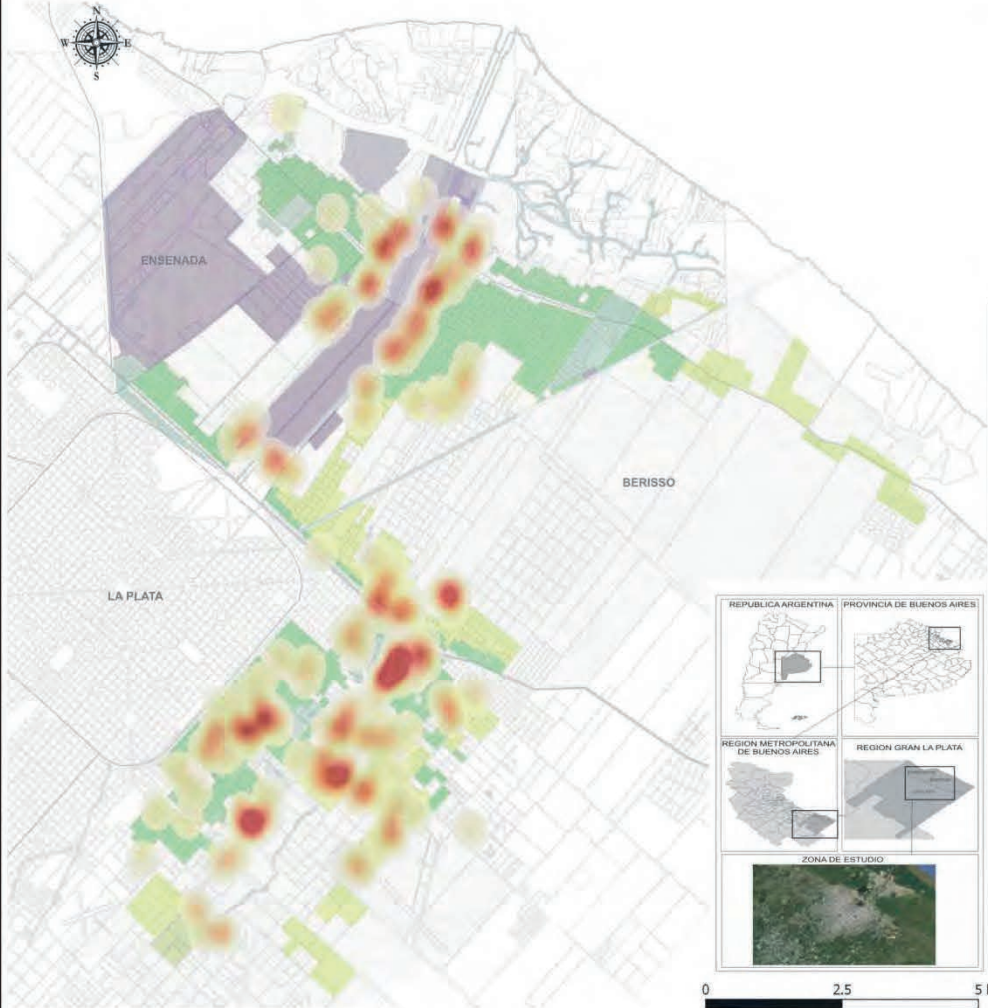 N
W E
S
ENSENADA
BERISSO
LA PLATA
REPUBLICA ARGENTINA
PROVINCIA DE BUENOS AIRES
REGION METROPOLITANA
DE BUENOS AIRES
REGION GRAN LA PLATA
ZONA DE ESTUDIO
0 2.5 5